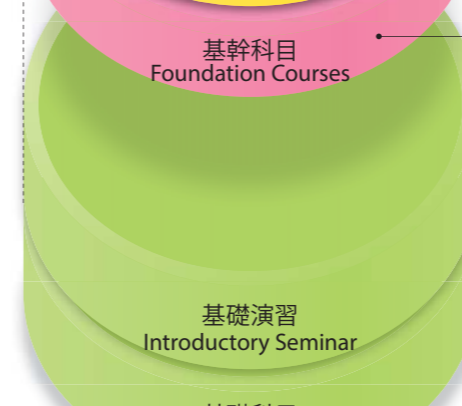 基幹科目
Foundation Courses
基礎演習
Introductory Seminar